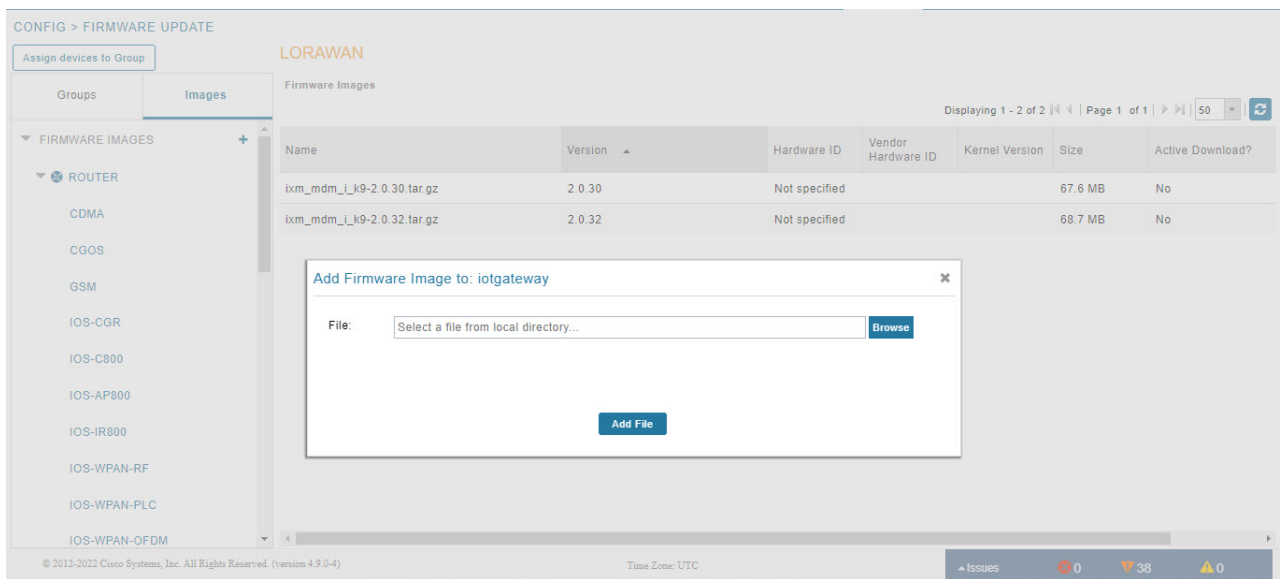 CONFIG > FIRMWARE UPDATE
Assign devices to Group
Groups
Images
FIRMWARE IMAGES +
ROUTER
CDMA
CGOS
GSM
IOS-CGR
IOS-C800
IOS-AP800
IOS-IR800
IOS-WPAN-RF
IOS-WPAN-PLC
IOS-WPAN-OFDM
LORAWAN
Firmware Images
Displaying 1 - 2 of 2 | Page 1 of 1 | 50
Name Version Hardware ID Vendor Hardware ID Kernel Version Size Active Download?
ixm_mdm_i_k9-2.0.30.tar.gz 2.0.30 Not specified 67.6 MB No
ixm_mdm_i_k9-2.0.32.tar.gz 2.0.32 Not specified 68.7 MB No
Add Firmware Image to: iotgateway
File: Select a file from local directory... Browse
Add File
© 2012-2022 Cisco Systems, Inc. All Rights Reserved. (version 4.9.0-4) Time Zone: UTC Issues 0 38 0